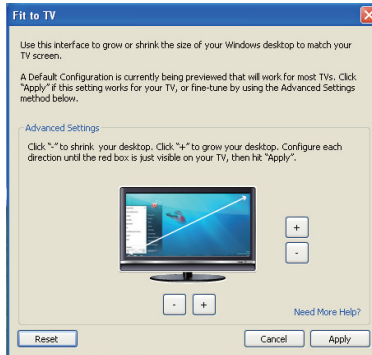 Fit to TV
Use this interface to grow or shrink the size of your Windows desktop to match your
TV screen.
A Default Configuration is currently being previewed that will work for most TVs. Click
"Apply" if this setting works for your TV, or fine-tune by using the Advanced Settings
method below.
Advanced Settings
Click "-" to shrink your desktop. Click "+" to grow your desktop. Configure each
direction until the red box is just visible on your TV, then hit "Apply".
+
-
- +
Need More Help?
Reset Cancel Apply